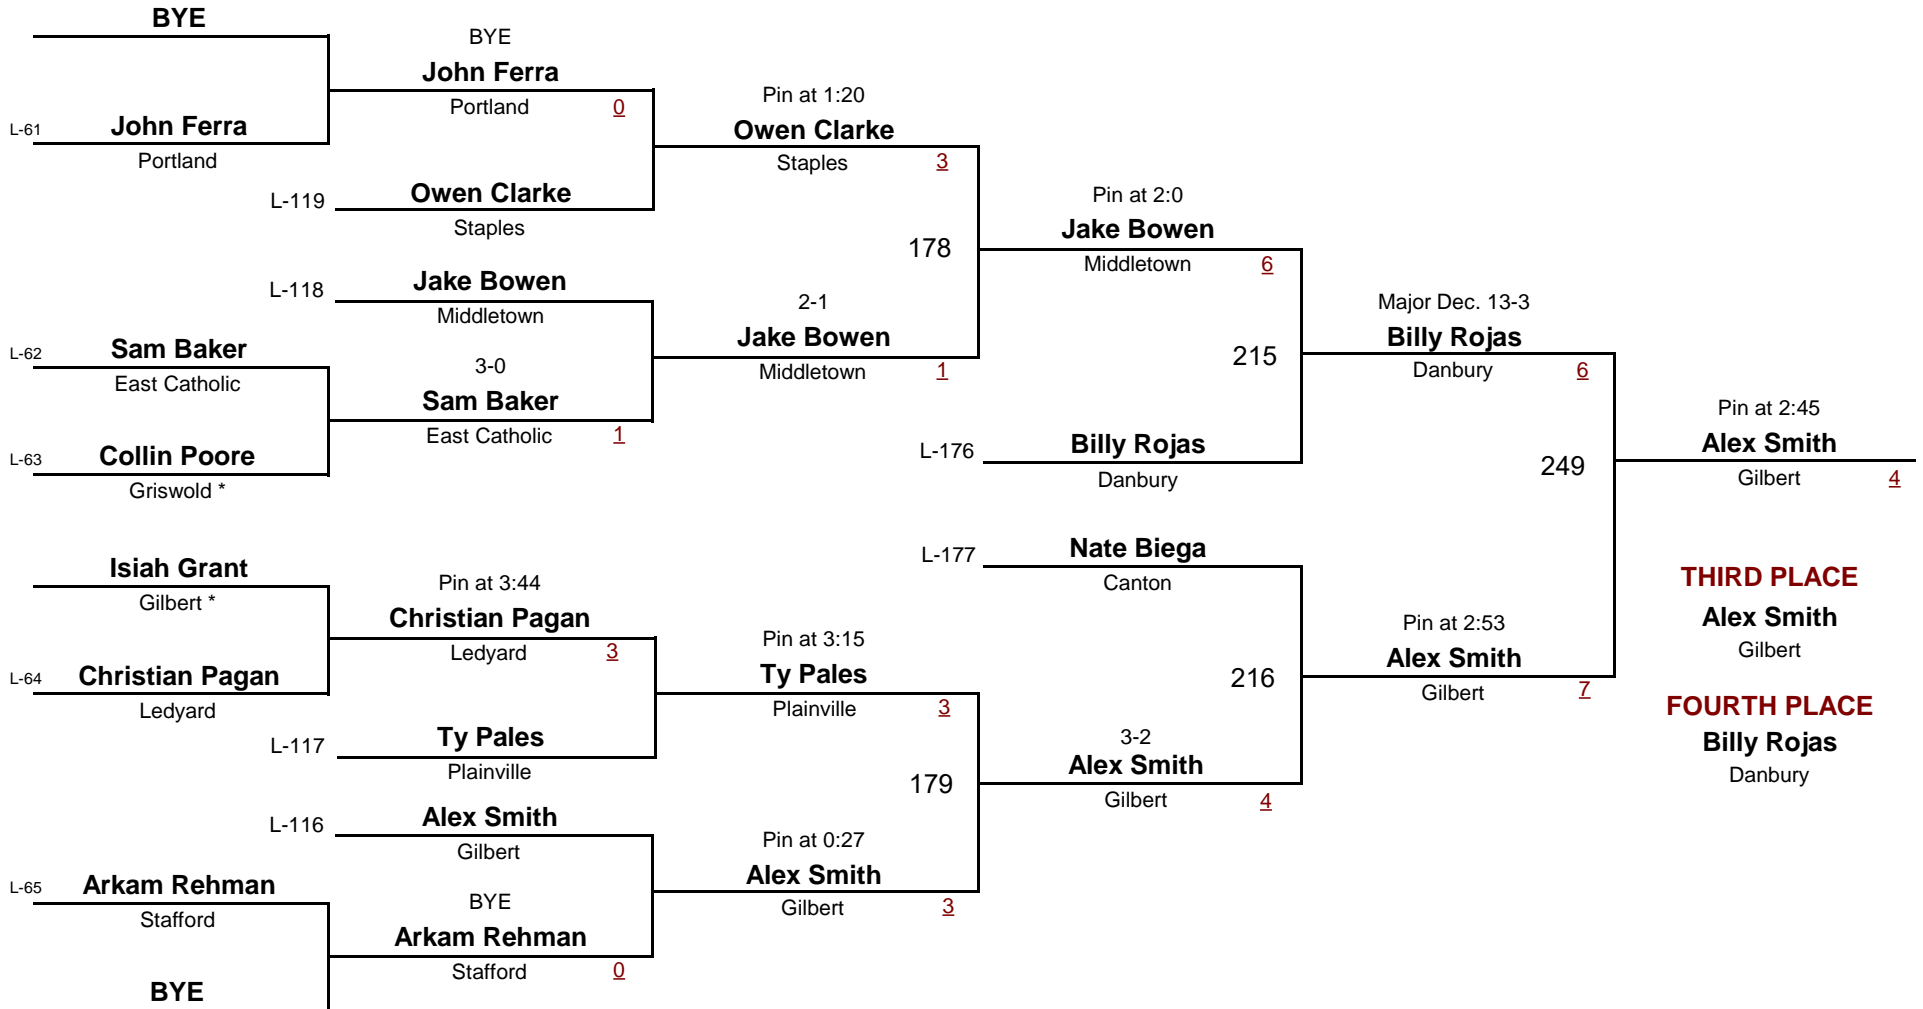 BYE
L-61 John Ferra
Portland
L-62 Sam Baker
East Catholic
L-63 Collin Poore
Griswold *
Isiah Grant
Gilbert *
L-64 Christian Pagan
Ledyard
L-65 Arkam Rehman
Stafford
BYE
BYE
John Ferra
Portland 0
L-119 Owen Clarke
Staples
L-118 Jake Bowen
Middletown
3-0
Sam Baker
East Catholic 1
Pin at 3:44
Christian Pagan
Ledyard 3
L-117 Ty Pales
Plainville
L-116 Alex Smith
Gilbert
BYE
Arkam Rehman
Stafford 0
Pin at 1:20
Owen Clarke
Staples 3
178
2-1
Jake Bowen
Middletown 1
Pin at 3:15
Ty Pales
Plainville 3
179
Pin at 0:27
Alex Smith
Gilbert 3
Pin at 2:0
Jake Bowen
Middletown 6
215
L-176 Billy Rojas
Danbury
L-177 Nate Biega
Canton
216
3-2
Alex Smith
Gilbert 4
Major Dec. 13-3
Billy Rojas
Danbury 6
249
Pin at 2:53
Alex Smith
Gilbert 7
Pin at 2:45
Alex Smith
Gilbert 4
THIRD PLACE
Alex Smith
Gilbert
FOURTH PLACE
Billy Rojas
Danbury